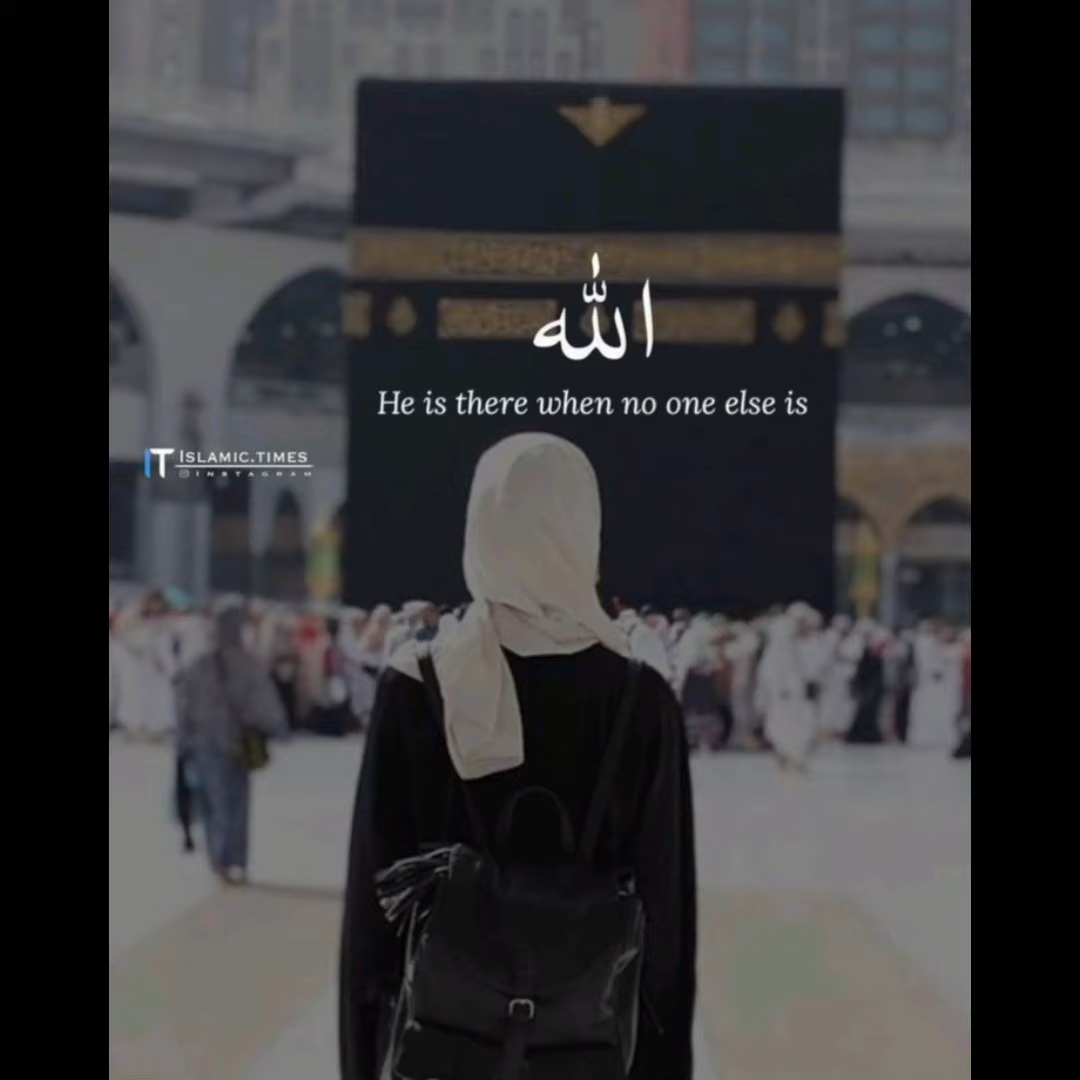 الله
He is there when no one else is
ISLAMIC.TIMES
INSTAGRAM